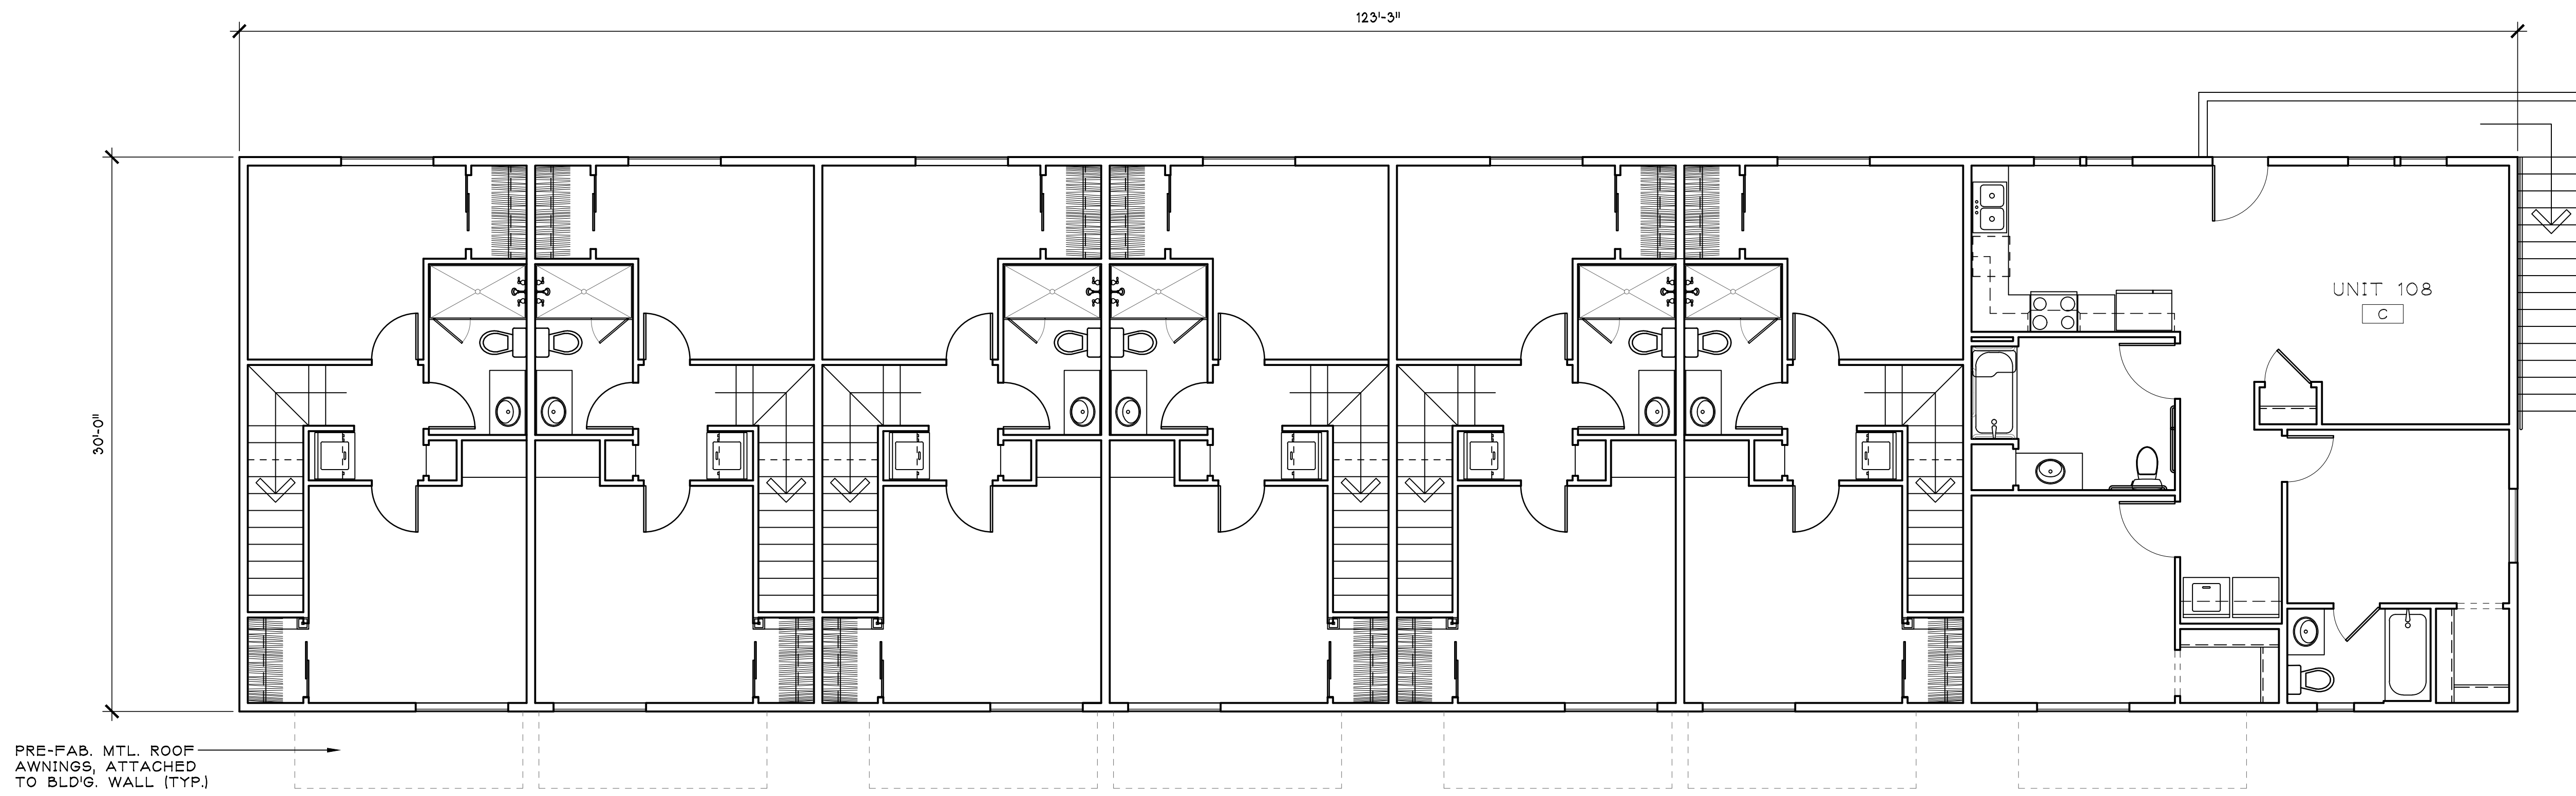 123'-3"
30'-0"
UNIT 108
C
PRE-FAB. MTL. ROOF
AWNINGS, ATTACHED
TO BLD'G. WALL (TYP.)